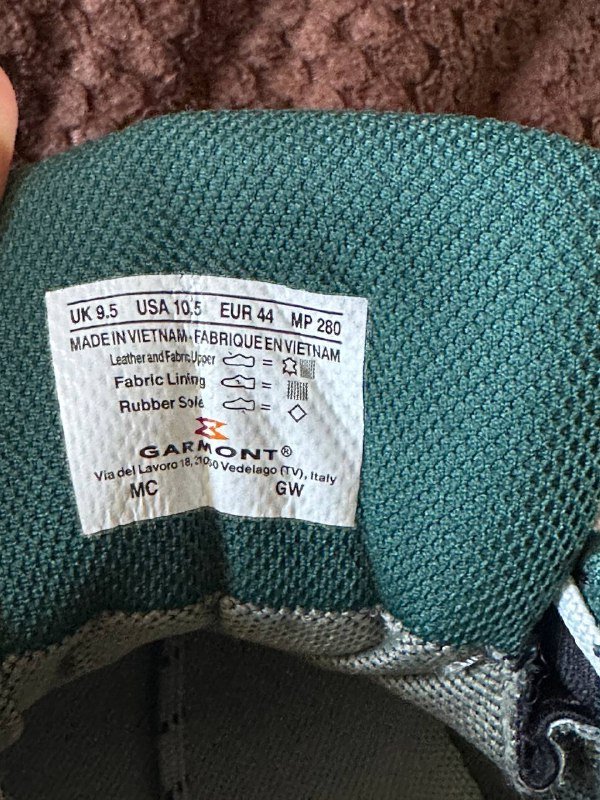 UK 9.5 USA 10.5 EUR 44 MP 280
MADE IN VIETNAM - FABRIQUE EN VIETNAM
Leather and Fabric Upper =
Fabric Lining =
Rubber Sole =
GARMONT®
Via del Lavoro 18, 21050 Vedelago (TV), Italy
MC GW